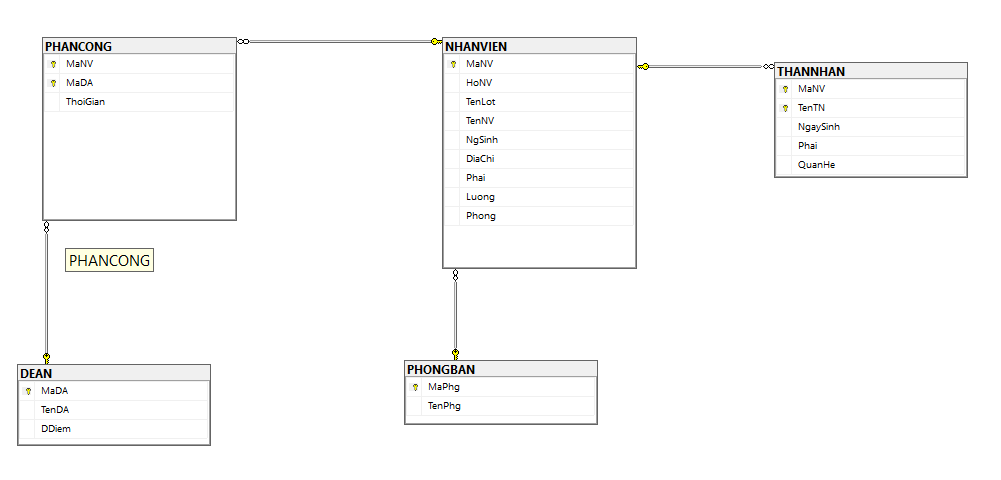 PHANCONG
MaNV
MaDA
ThoiGian
NHANVIEN
MaNV
HoNV
TenLot
TenNV
NgSinh
DiaChi
Phai
Luong
Phong
THANNHAN
MaNV
TenTN
NgaySinh
Phai
QuanHe
PHANCONG
DEAN
MaDA
TenDA
DDiem
PHONGBAN
MaPhg
TenPhg